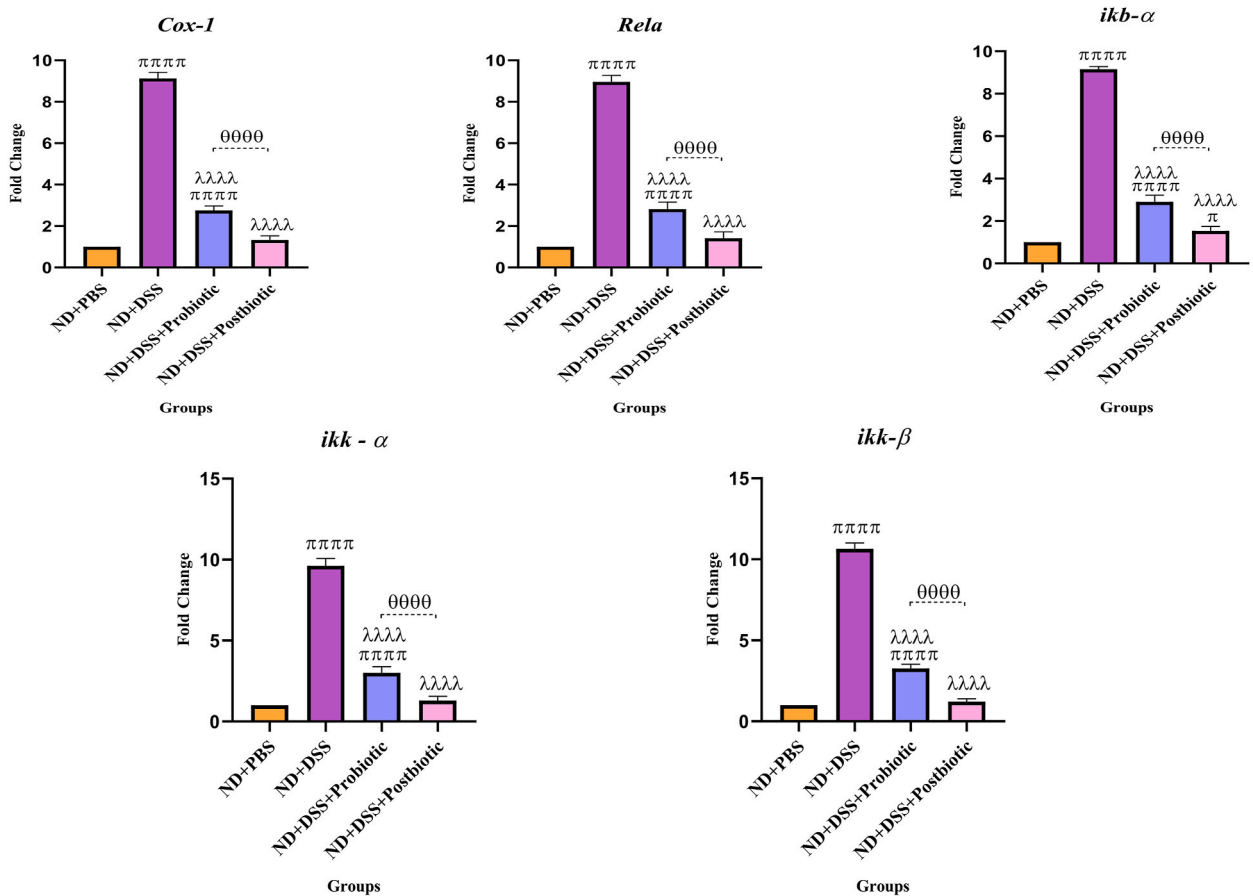 Cox-1
Fold Change
10
8
6
4
2
0
ππππ
θθθθ
λλλλ
ππππ
λλλλ
ND+PBS
ND+DSS
ND+DSS+Probiotic
ND+DSS+Postbiotic
Groups
Rela
Fold Change
10
8
6
4
2
0
ππππ
θθθθ
λλλλ
ππππ
λλλλ
ND+PBS
ND+DSS
ND+DSS+Probiotic
ND+DSS+Postbiotic
Groups
ikb-α
Fold Change
10
8
6
4
2
0
ππππ
θθθθ
λλλλ
ππππ
λλλλ
π
ND+PBS
ND+DSS
ND+DSS+Probiotic
ND+DSS+Postbiotic
Groups
ikk - α
Fold Change
15
10
5
0
ππππ
θθθθ
λλλλ
ππππ
λλλλ
ND+PBS
ND+DSS
ND+DSS+Probiotic
ND+DSS+Postbiotic
Groups
ikk-β
Fold Change
15
10
5
0
ππππ
θθθθ
λλλλ
ππππ
λλλλ
ND+PBS
ND+DSS
ND+DSS+Probiotic
ND+DSS+Postbiotic
Groups